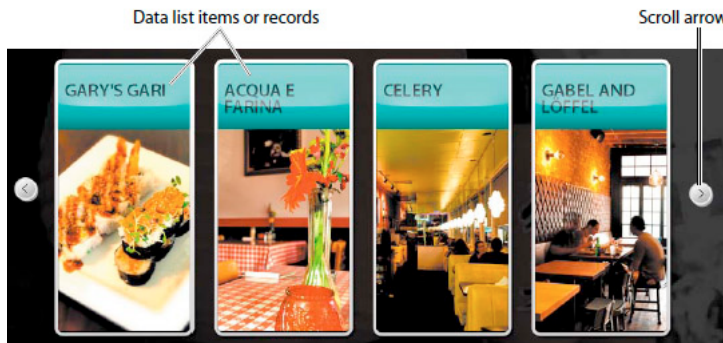 Data list items or records
Scroll arrow
GARY'S GARI
ACQUA E
FARINA
CELERY
GABEL AND
LÖFFEL